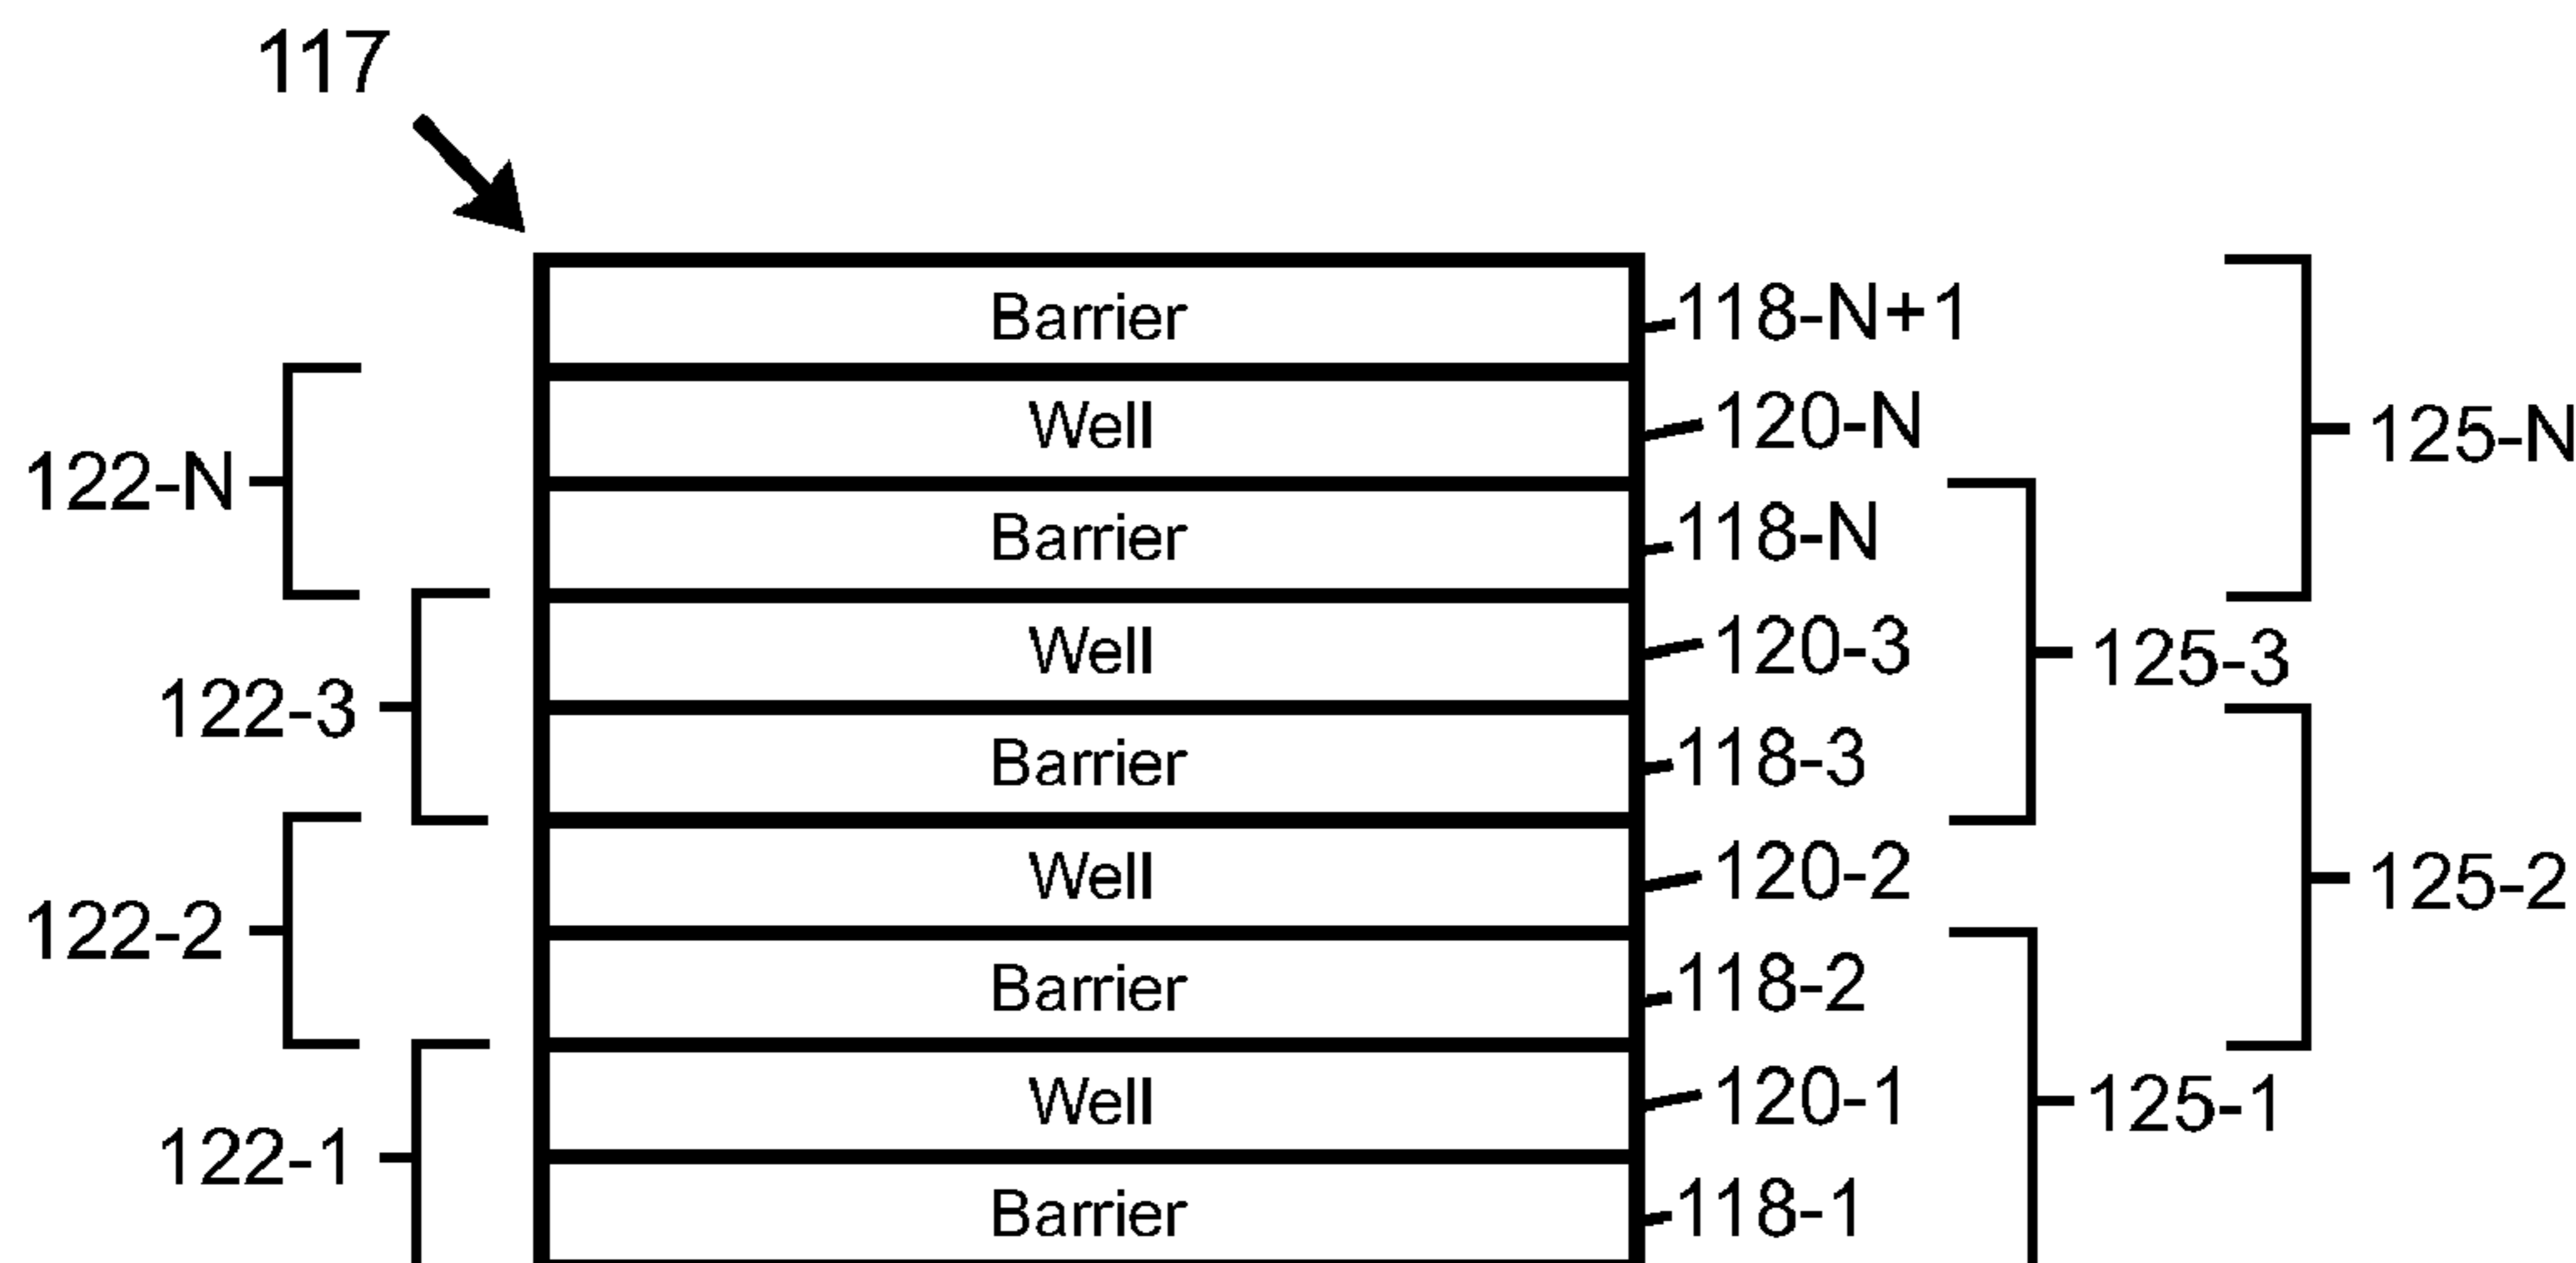 117
Barrier 118-N+1
Well 120-N 125-N
122-N
Barrier 118-N
Well 120-3 125-3
122-3
Barrier 118-3
Well 120-2 125-2
122-2
Barrier 118-2
Well 120-1 125-1
122-1
Barrier 118-1